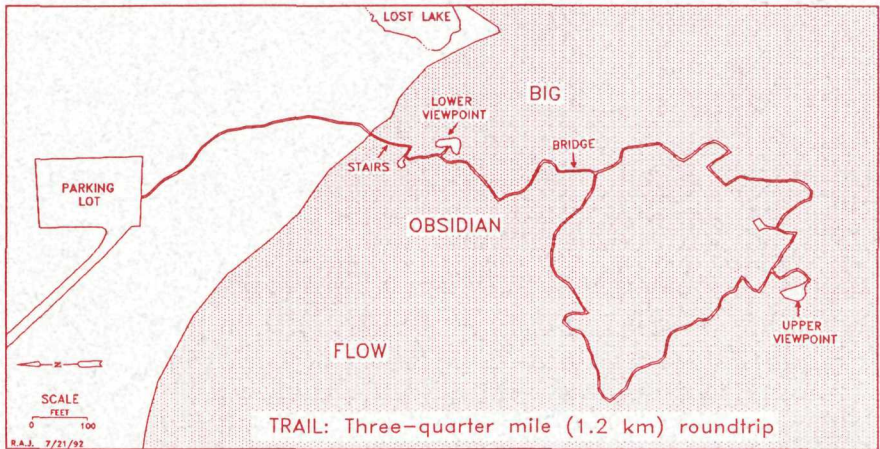 LOST LAKE
BIG
LOWER
VIEWPOINT
BRIDGE
STAIRS
PARKING
LOT
OBSIDIAN
UPPER
VIEWPOINT
FLOW
N
SCALE
FEET
0 100
TRAIL: Three-quarter mile (1.2 km) roundtrip
R.A.J. 7/21/92